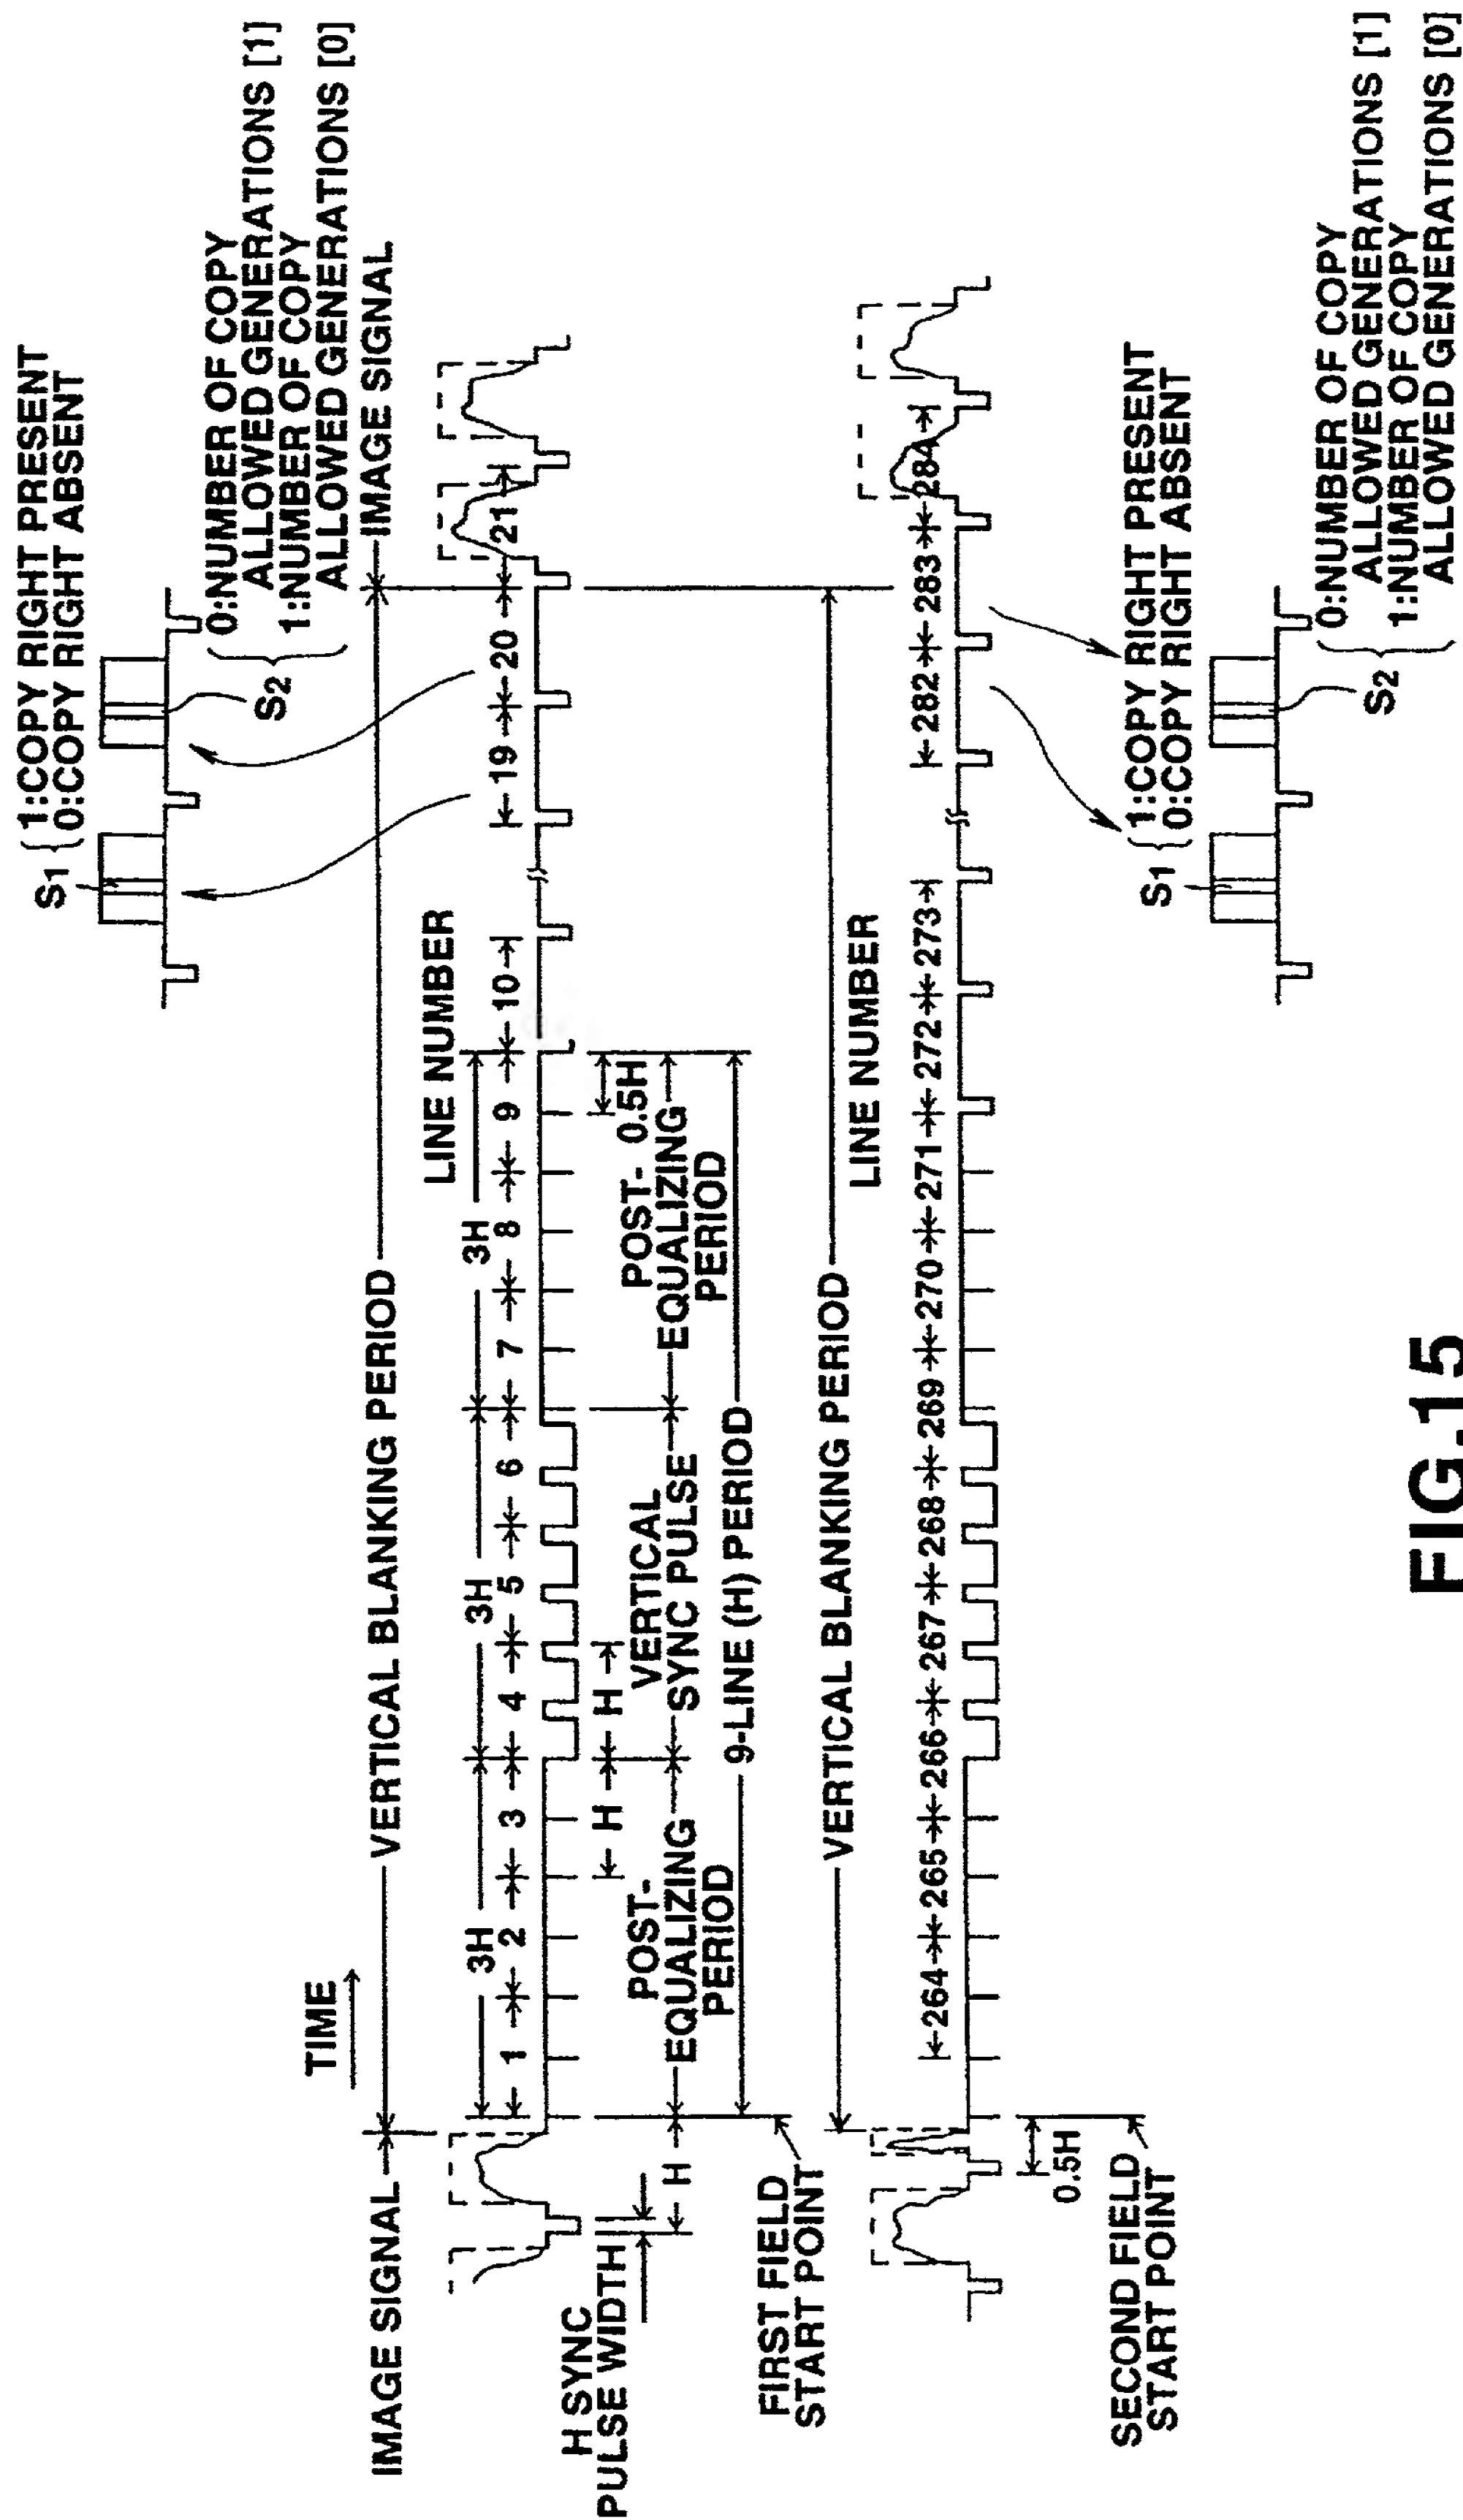 1:COPY RIGHT PRESENT
0:COPY RIGHT ABSENT
S1
S2
0:NUMBER OF COPY
ALLOWED GENERATIONS [1]
1:NUMBER OF COPY
ALLOWED GENERATIONS [0]
TIME
IMAGE SIGNAL
VERTICAL BLANKING PERIOD
IMAGE SIGNAL
LINE NUMBER
3H
3H
3H
1 2 3 4 5 6 7 8 9 10 19 20 21
H SYNC
PULSE WIDTH
H
H
H
0.5H
POST-
EQUALIZING
PERIOD
VERTICAL
SYNC PULSE
POST-
EQUALIZING
PERIOD
9-LINE (H) PERIOD
FIRST FIELD
START POINT
VERTICAL BLANKING PERIOD
LINE NUMBER
264 265 266 267 268 269 270 271 272 273 282 283 284
0.5H
SECOND FIELD
START POINT
S1
1:COPY RIGHT PRESENT
0:COPY RIGHT ABSENT
S2
0:NUMBER OF COPY
ALLOWED GENERATIONS [1]
1:NUMBER OF COPY
ALLOWED GENERATIONS [0]
FIG.15